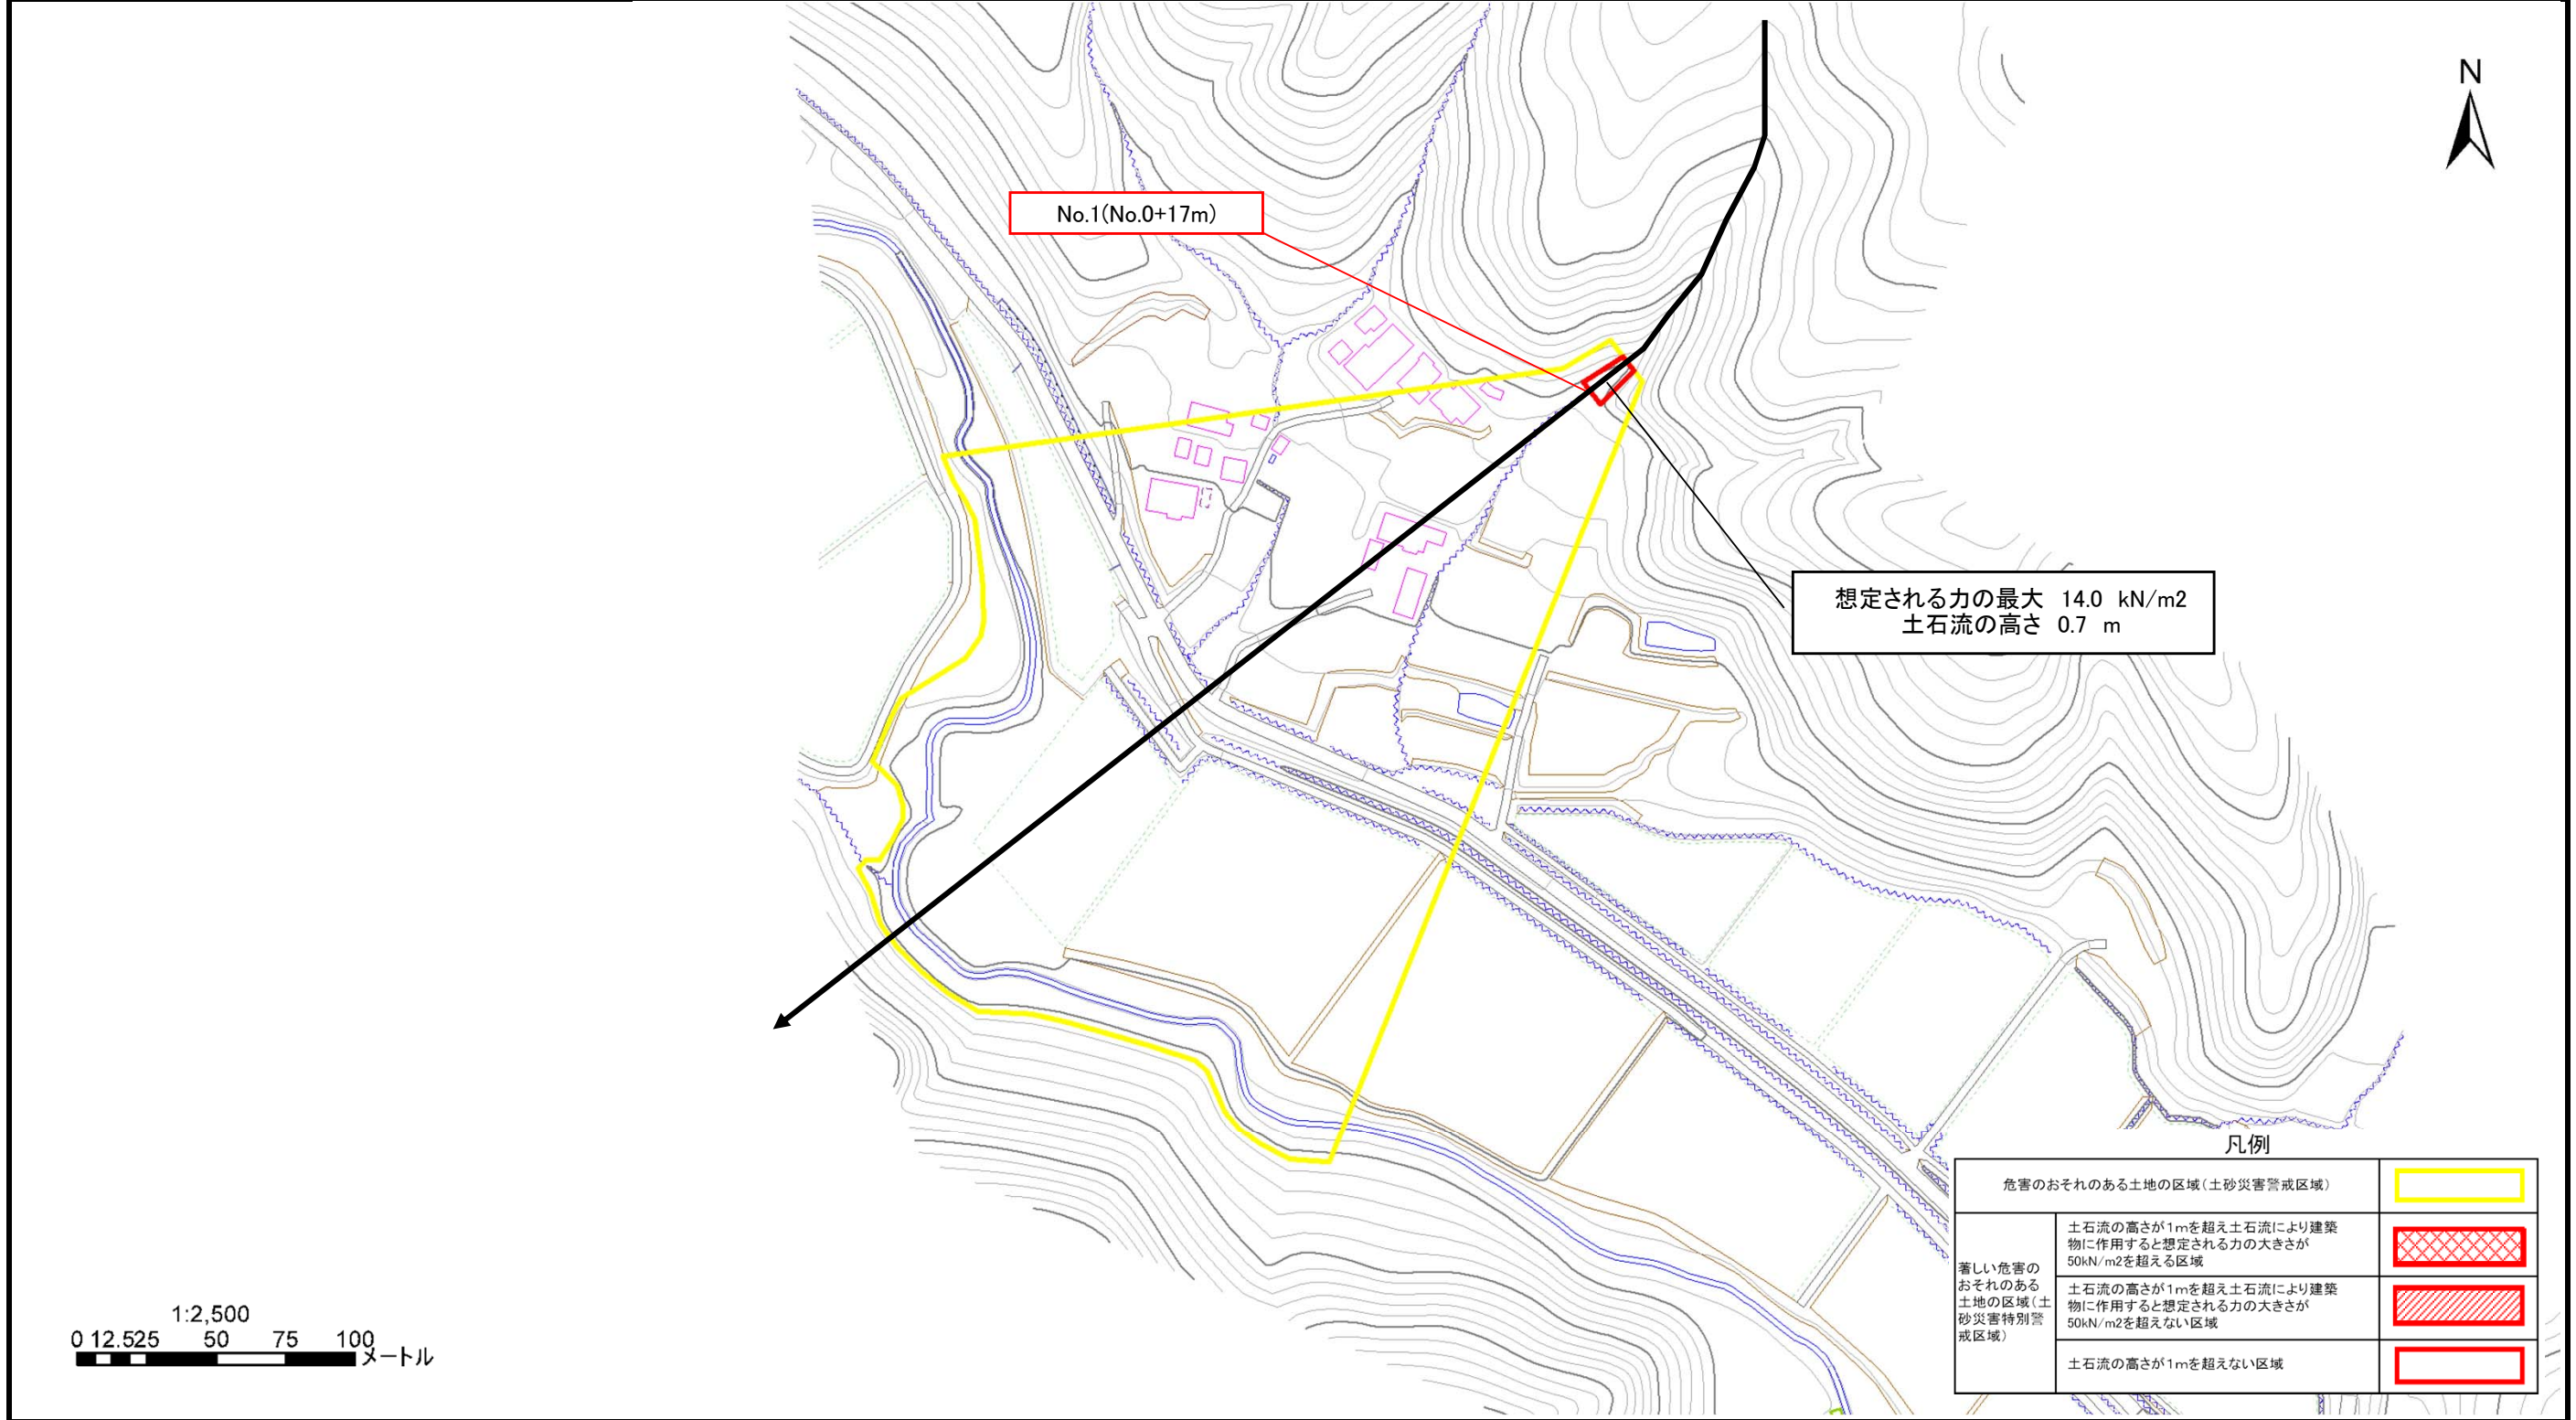 N
No.1(No.0+17m)
想定される力の最大 14.0 kN/m2
土石流の高さ 0.7 m
凡例
危害のおそれのある土地の区域(土砂災害警戒区域)
著しい危害の
おそれのある
土地の区域(土
砂災害特別警
戒区域)
土石流の高さが1mを超え土石流により建築
物に作用すると想定される力の大きさが
50kN/m2を超える区域
土石流の高さが1mを超え土石流により建築
物に作用すると想定される力の大きさが
50kN/m2を超えない区域
土石流の高さが1mを超えない区域
1:2,500
0 12.525 50 75 100
メートル